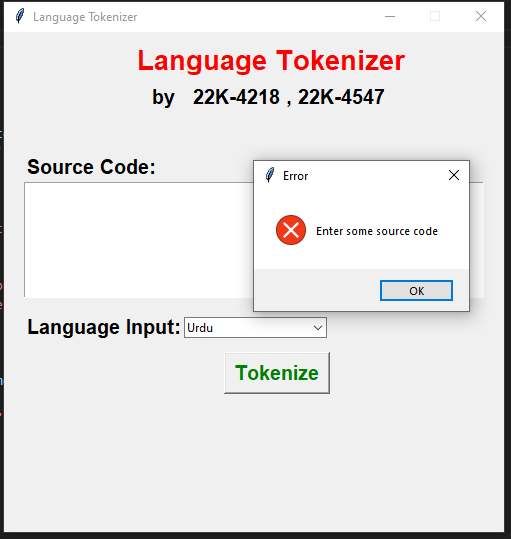 Language Tokenizer
Language Tokenizer
by 22K-4218 , 22K-4547
Source Code:
Error
Enter some source code
OK
Language Input: Urdu
Tokenize